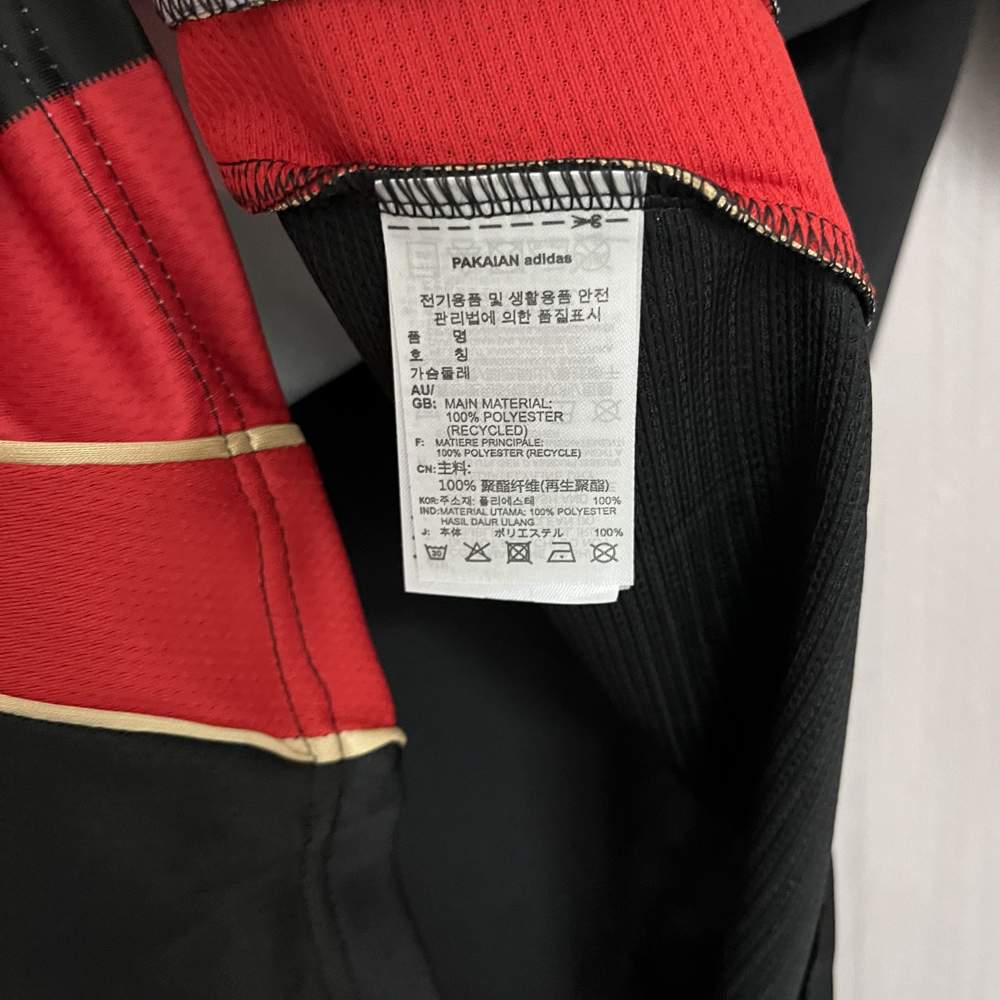 PAKAIAN adidas
전기용품 및 생활용품 안전
관리법에 의한 품질표시
품 명
호 칭
가슴둘레
AU/
GB: MAIN MATERIAL:
100% POLYESTER
(RECYCLED)
F: MATIERE PRINCIPALE:
100% POLYESTER (RECYCLE)
CN: 主料:
100% 聚酯纤维(再生聚酯)
KOR: 주소재: 폴리에스테 100%
IND: MATERIAL UTAMA: 100% POLYESTER
HASIL DAUR ULANG
J: 本体 ポリエステル 100%
30